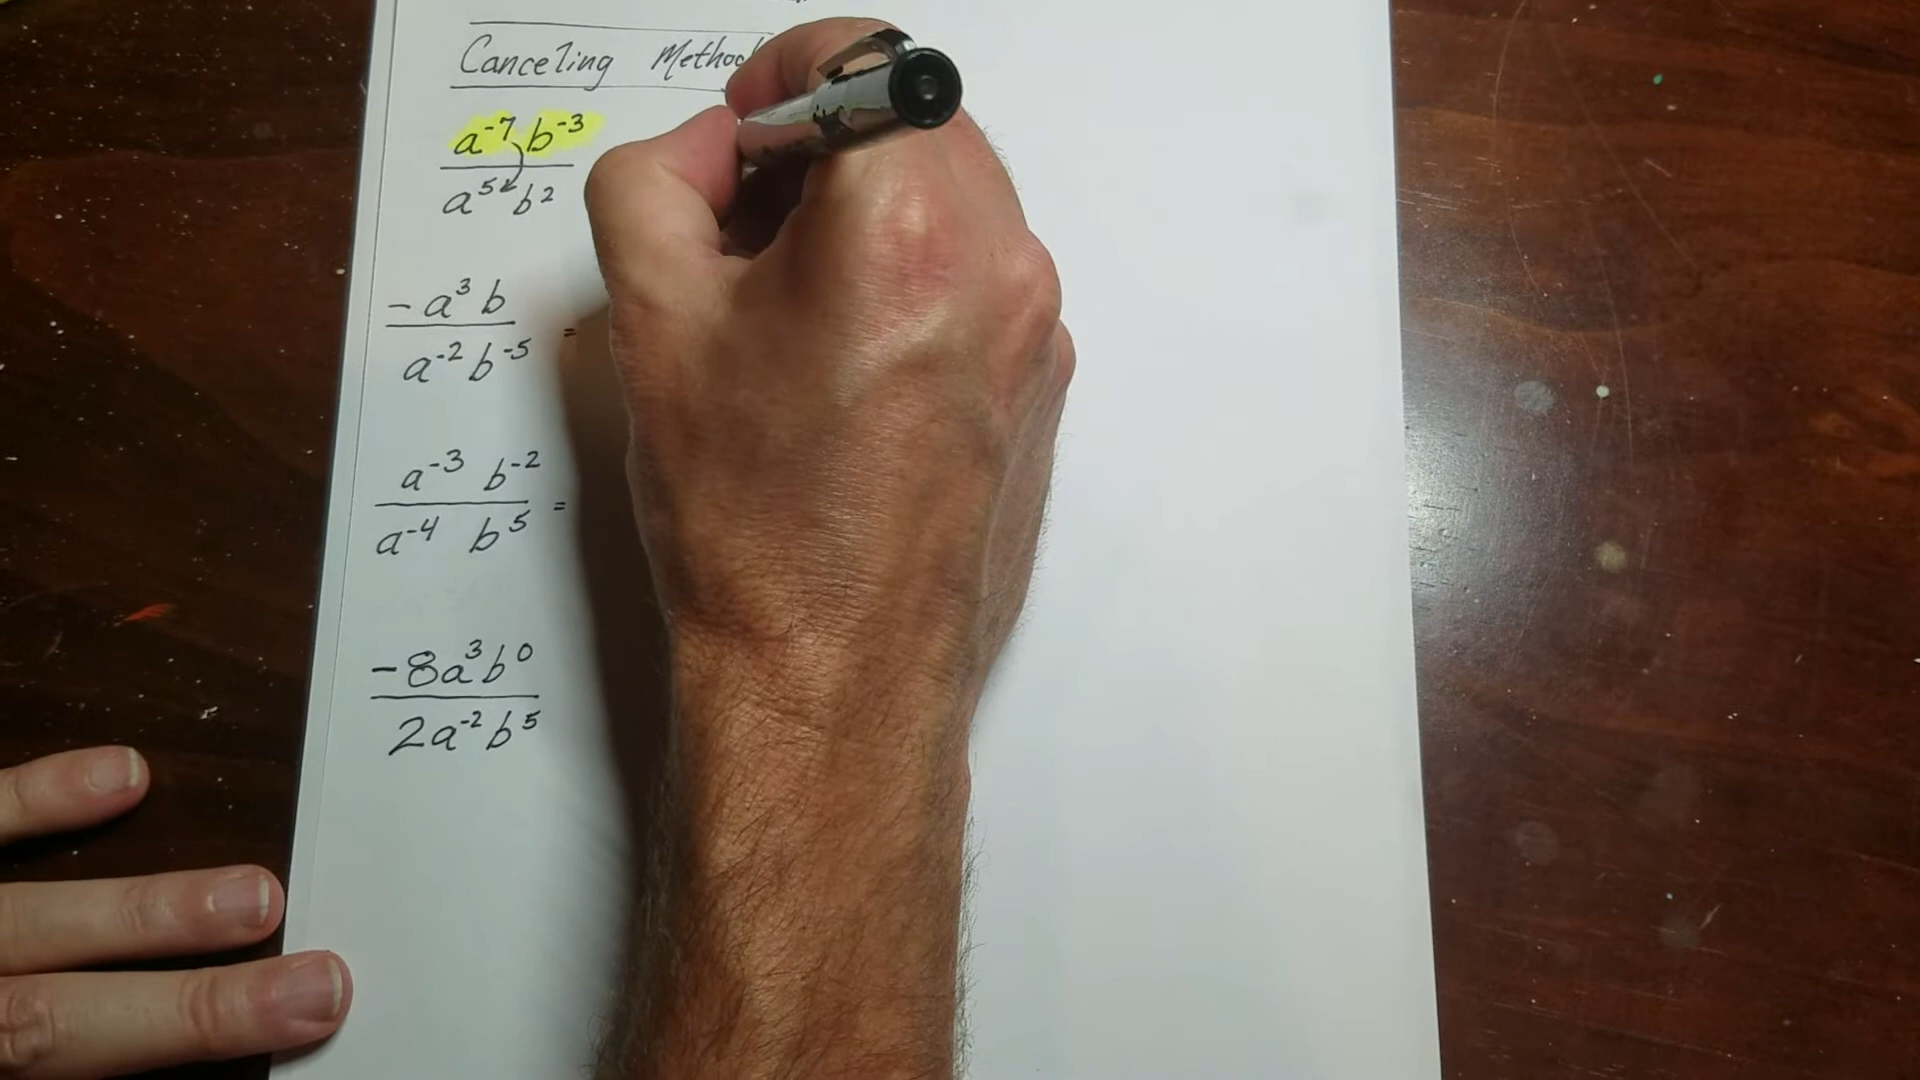 Canceling Method
a⁻⁷ b⁻³
a⁵ b²
- a³ b
a⁻² b⁻⁵ =
a⁻³ b⁻²
a⁻⁴ b⁵ =
-8a³b⁰
2a⁻²b⁵